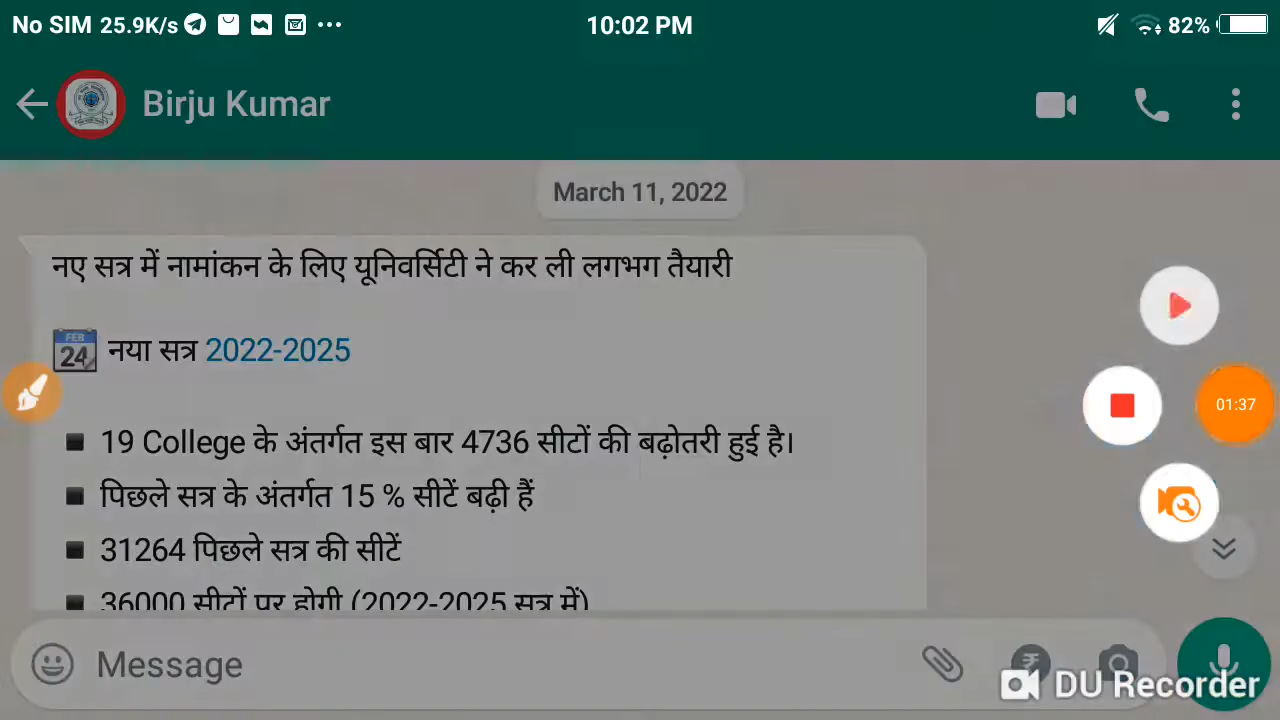 No SIM 25.9K/s 10:02 PM 82%
Birju Kumar
March 11, 2022
नए सत्र में नामांकन के लिए यूनिवर्सिटी ने कर ली लगभग तैयारी
FEB 24 नया सत्र 2022-2025
19 College के अंतर्गत इस बार 4736 सीटों की बढ़ोतरी हुई है।
पिछले सत्र के अंतर्गत 15 % सीटें बढ़ी हैं
31264 पिछले सत्र की सीटें
36000 सीटों पर होगी (2022-2025 सत्र में)
01:37
Message
DU Recorder